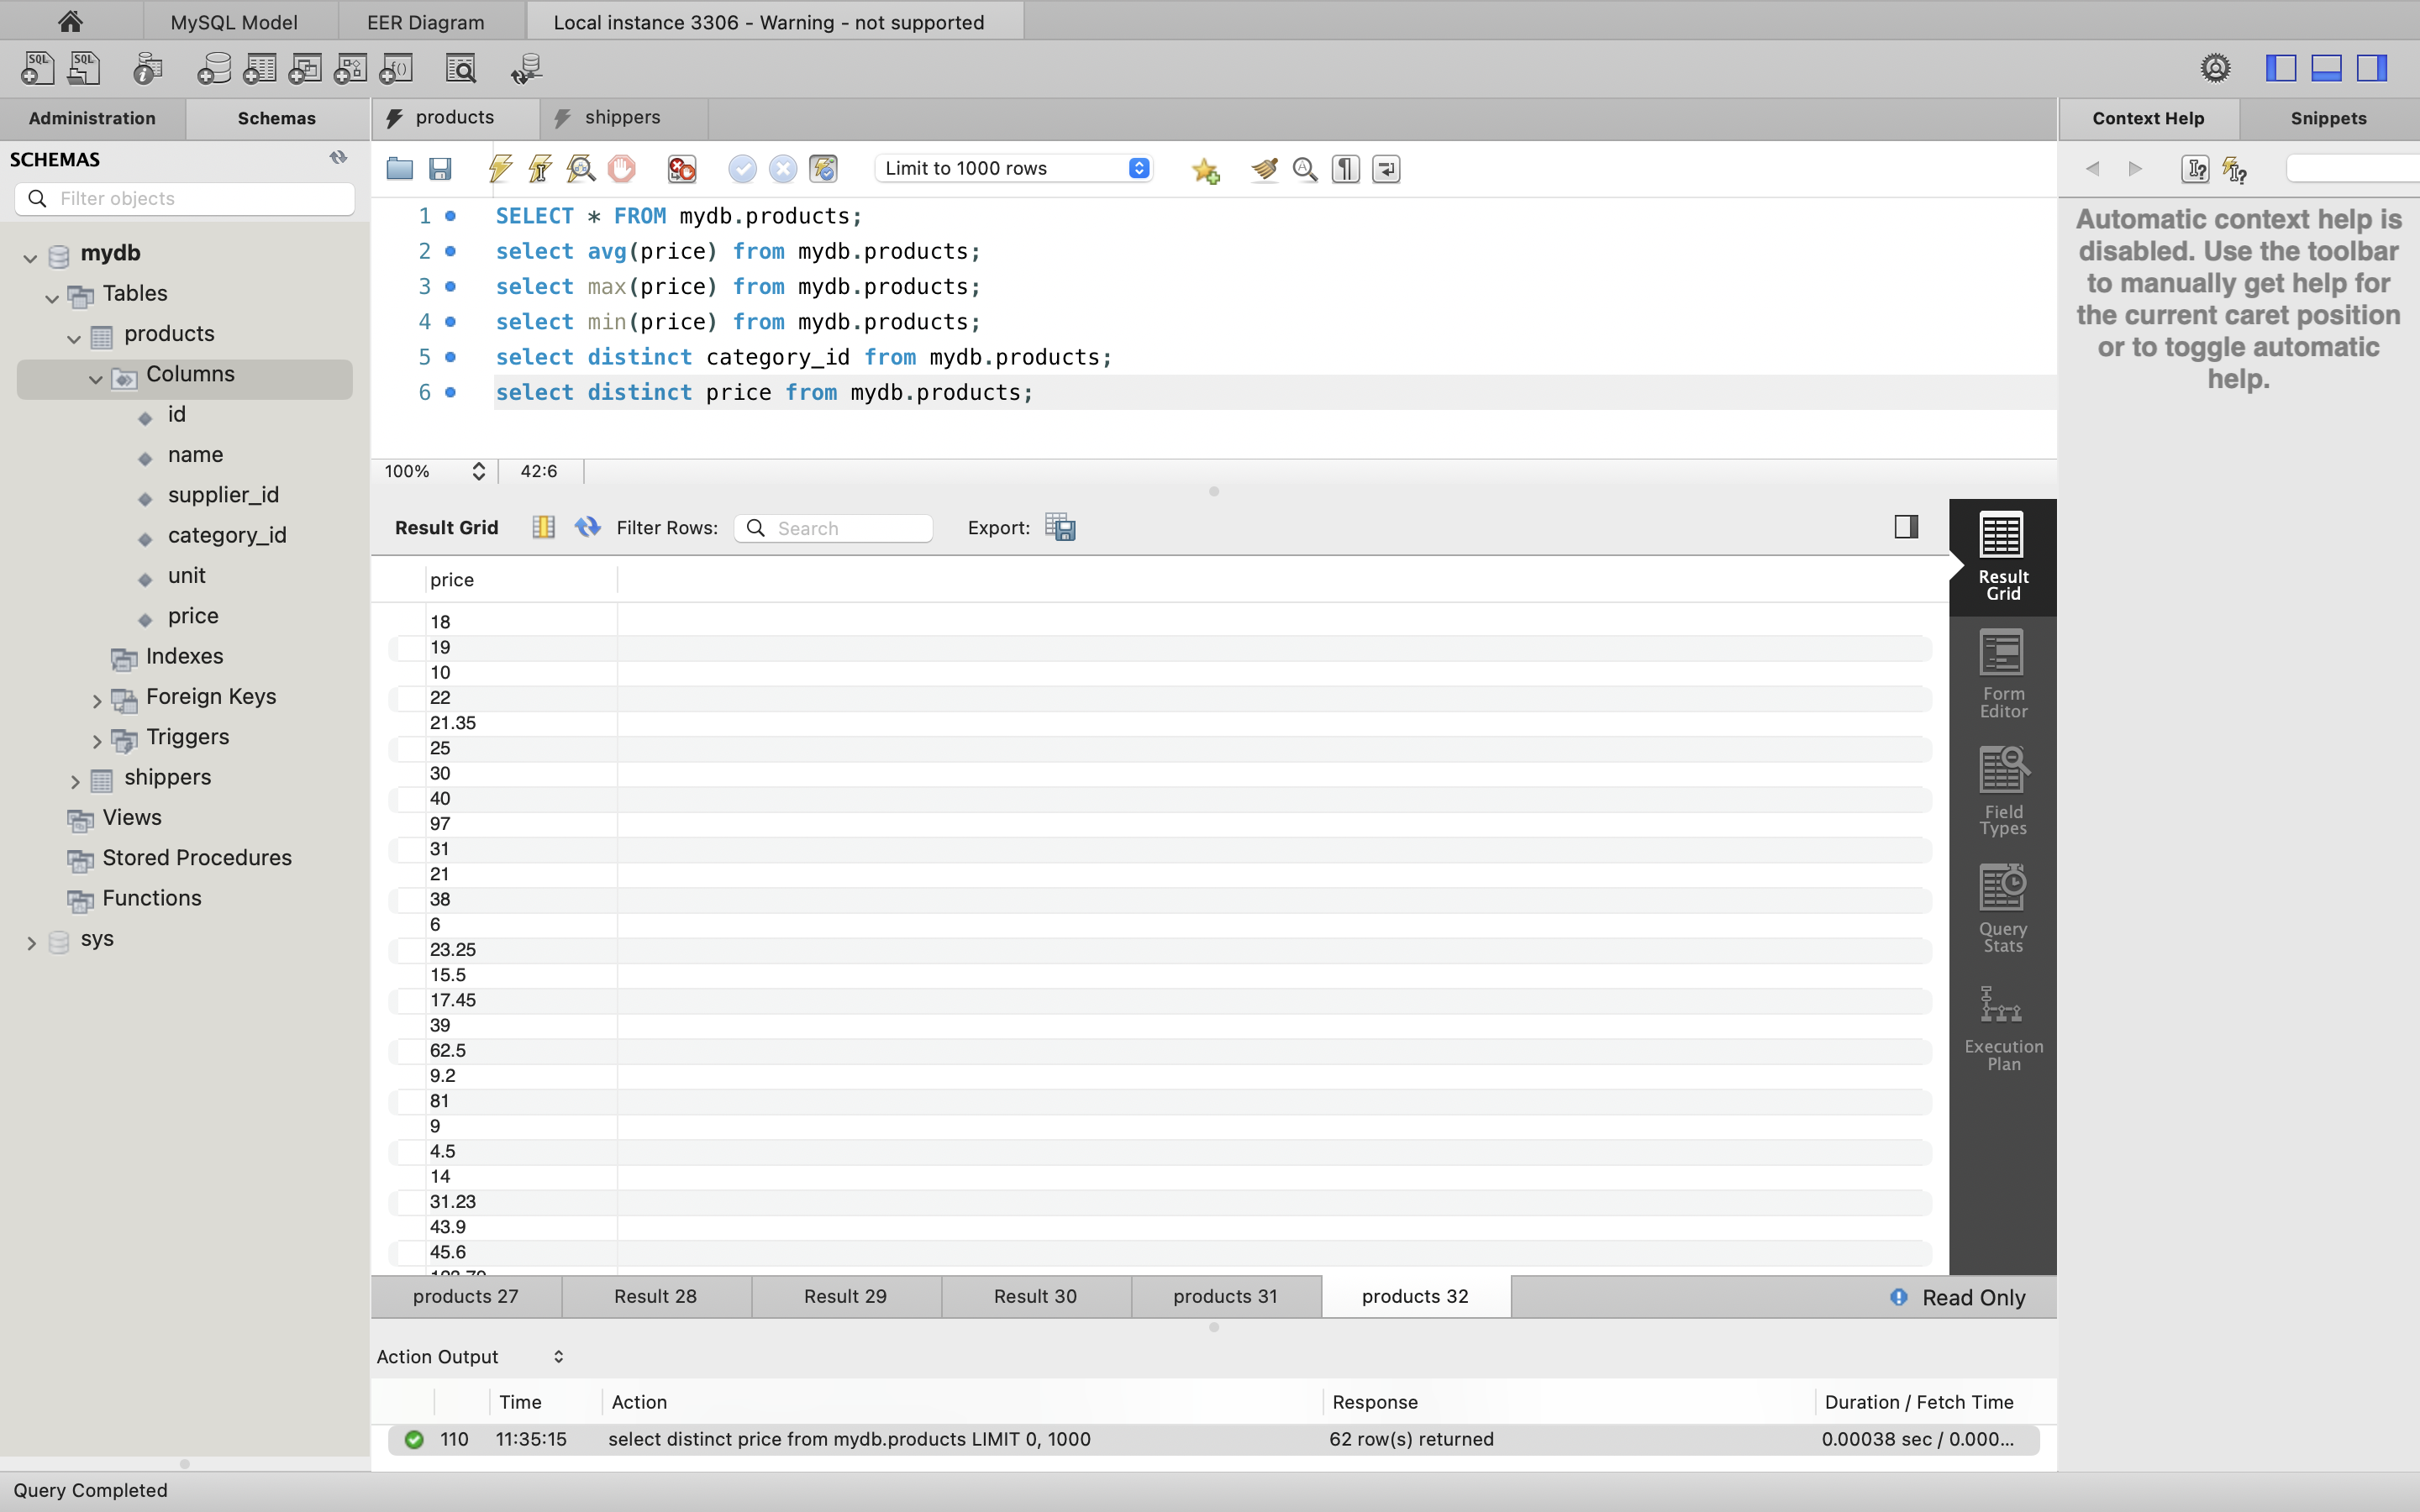 MySQL Model
EER Diagram
Local instance 3306 - Warning - not supported
SQL
SQL
Administration
Schemas
products
shippers
Context Help
Snippets
SCHEMAS
Filter objects
Limit to 1000 rows
Automatic context help is
disabled. Use the toolbar
to manually get help for
the current caret position
or to toggle automatic
help.
mydb
Tables
products
Columns
id
name
supplier_id
category_id
unit
price
Indexes
Foreign Keys
Triggers
shippers
Views
Stored Procedures
Functions
sys
1 SELECT * FROM mydb.products;
2 select avg(price) from mydb.products;
3 select max(price) from mydb.products;
4 select min(price) from mydb.products;
5 select distinct category_id from mydb.products;
6 select distinct price from mydb.products;
100%
42:6
Result Grid
Filter Rows:
Search
Export:
price
18
19
10
22
21.35
25
30
40
97
31
21
38
6
23.25
15.5
17.45
39
62.5
9.2
81
9
4.5
14
31.23
43.9
45.6
Result
Grid
Form
Editor
Field
Types
Query
Stats
Execution
Plan
products 27
Result 28
Result 29
Result 30
products 31
products 32
Read Only
Action Output
Time
Action
Response
Duration / Fetch Time
110 11:35:15 select distinct price from mydb.products LIMIT 0, 1000 62 row(s) returned 0.00038 sec / 0.000...
Query Completed